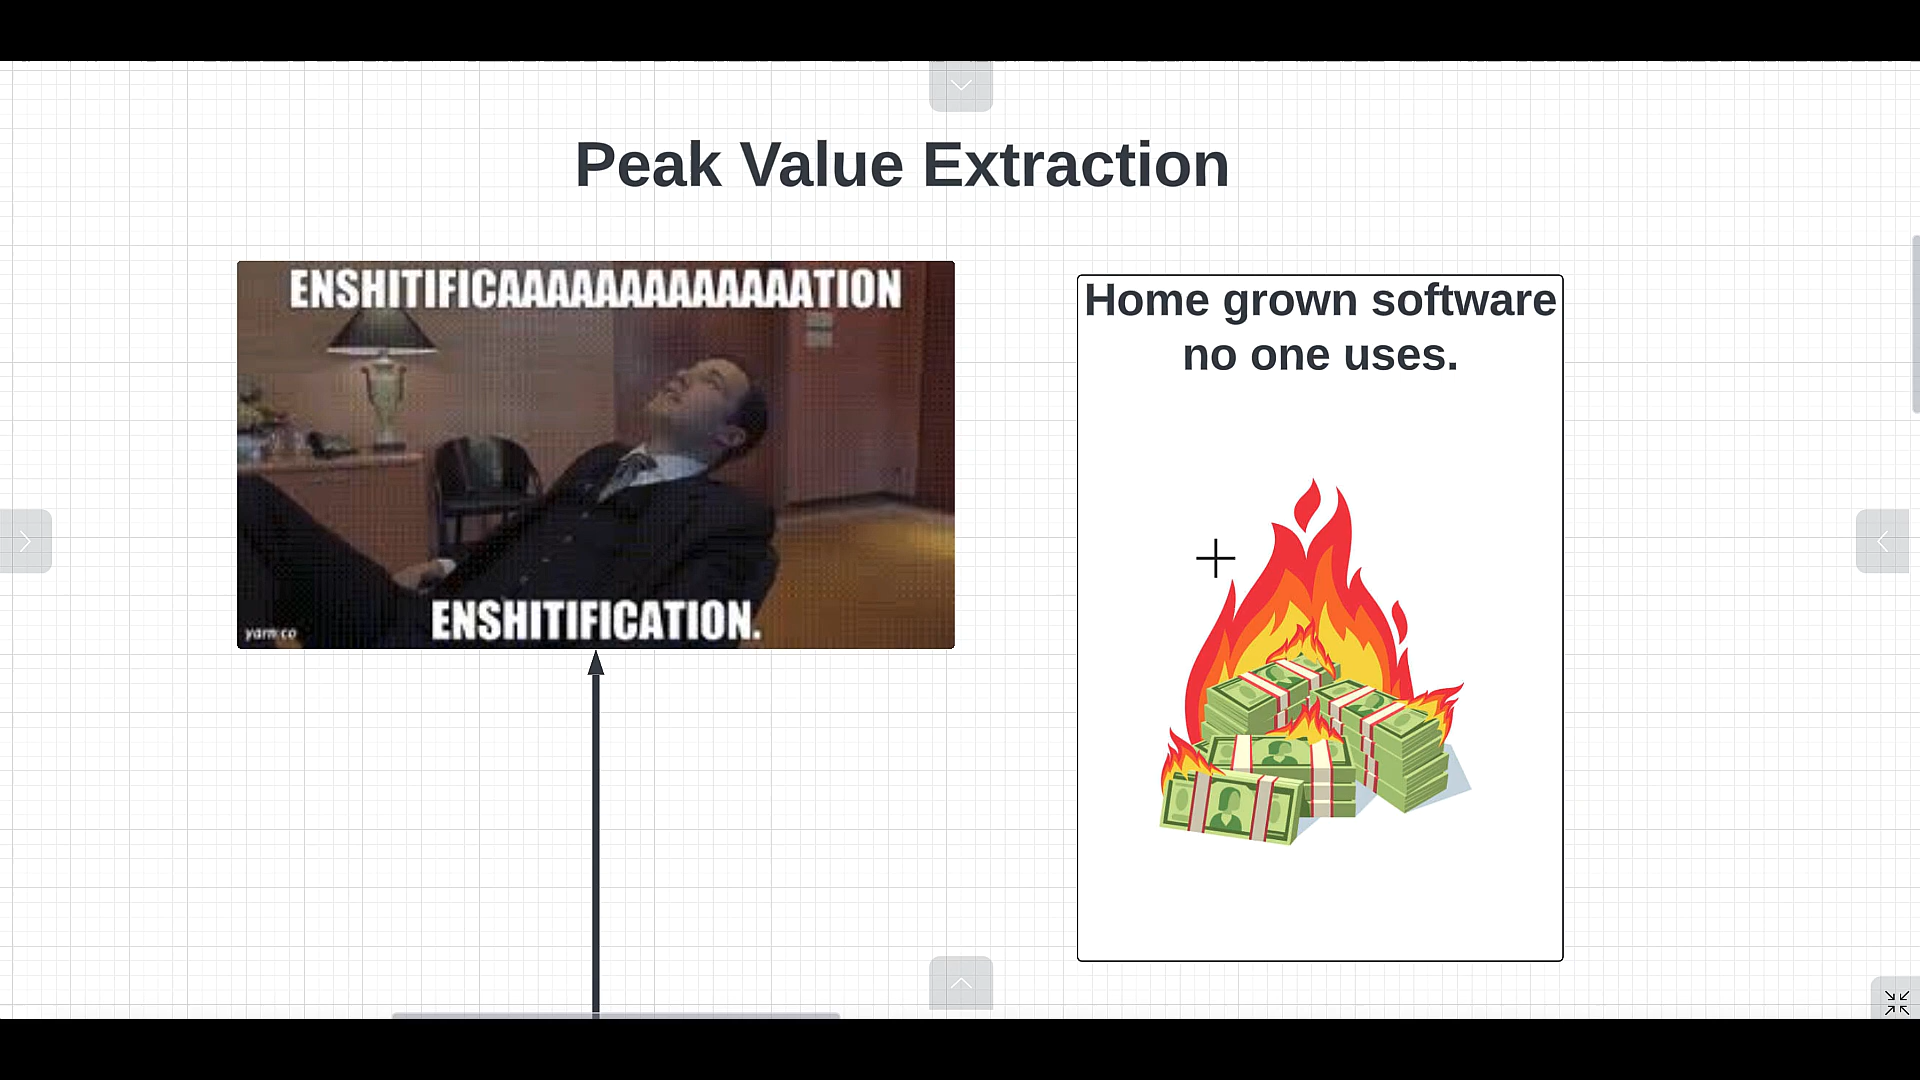 Peak Value Extraction
ENSHITIFICAAAAAAAAAAAAATION
ENSHITIFICATION.
yarn.co
Home grown software
no one uses.